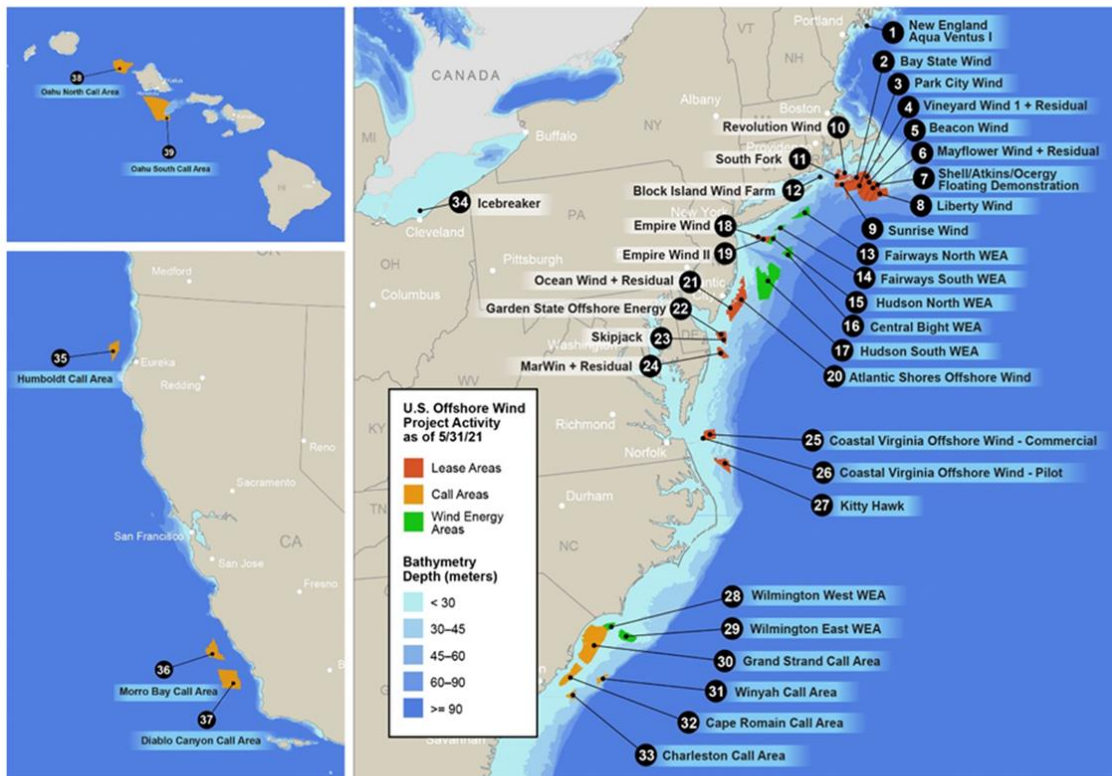 38
Oahu North Call Area
39
Oahu South Call Area
HI
OR
Medford
35
Humboldt Call Area
Eureka
Redding
Reno
Sacramento
San Francisco
CA
San Jose
Fresno
36
Morro Bay Call Area
37
Diablo Canyon Call Area
CANADA
Portland
VT
NH
1
New England
Aqua Ventus I
2
Bay State Wind
3
Park City Wind
4
Vineyard Wind 1 + Residual
5
Beacon Wind
6
Mayflower Wind + Residual
7
Shell/Atkins/Ocergy
Floating Demonstration
8
Liberty Wind
9
Sunrise Wind
Revolution Wind
10
South Fork
11
Block Island Wind Farm
12
13
Fairways North WEA
14
Fairways South WEA
15
Hudson North WEA
16
Central Bight WEA
17
Hudson South WEA
Empire Wind
18
Empire Wind II
19
20
Atlantic Shores Offshore Wind
Ocean Wind + Residual
21
Garden State Offshore Energy
22
Skipjack
23
MarWin + Residual
24
25
Coastal Virginia Offshore Wind - Commercial
26
Coastal Virginia Offshore Wind - Pilot
27
Kitty Hawk
28
Wilmington West WEA
29
Wilmington East WEA
30
Grand Strand Call Area
31
Winyah Call Area
32
Cape Romain Call Area
33
Charleston Call Area
34
Icebreaker
MI
Buffalo
NY
Albany
Boston
Providence
Cleveland
PA
New York
OH
Pittsburgh
Columbus
DE
Washington
WV
KY
Richmond
Norfolk
TN
Durham
NC
Savannah
U.S. Offshore Wind
Project Activity
as of 5/31/21
Lease Areas
Call Areas
Wind Energy
Areas
Bathymetry
Depth (meters)
< 30
30–45
45–60
60–90
>= 90